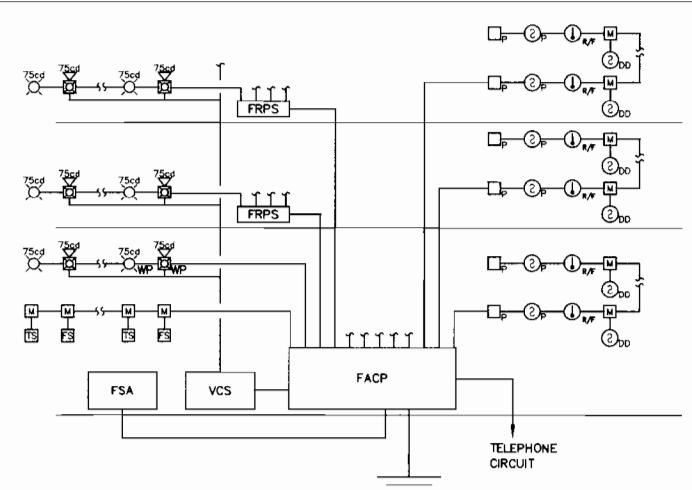 P P R/F M
DD
75cd 75cd 75cd 75cd
P P R/F M
DD
FRPS
P P R/F M
DD
75cd 75cd 75cd 75cd
P P R/F M
DD
FRPS
75cd 75cd 75cd 75cd
WP WP
P P R/F M
DD
M M M M
P P R/F M
TS FS TS FS
DD
FACP
FSA
VCS
TELEPHONE
CIRCUIT